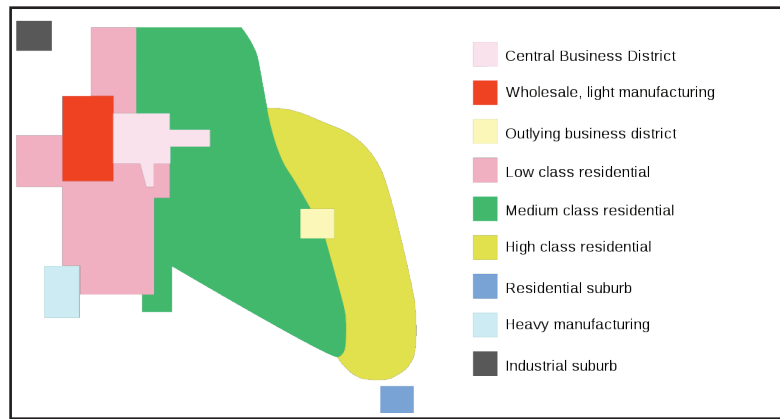 Central Business District
Wholesale, light manufacturing
Outlying business district
Low class residential
Medium class residential
High class residential
Residential suburb
Heavy manufacturing
Industrial suburb